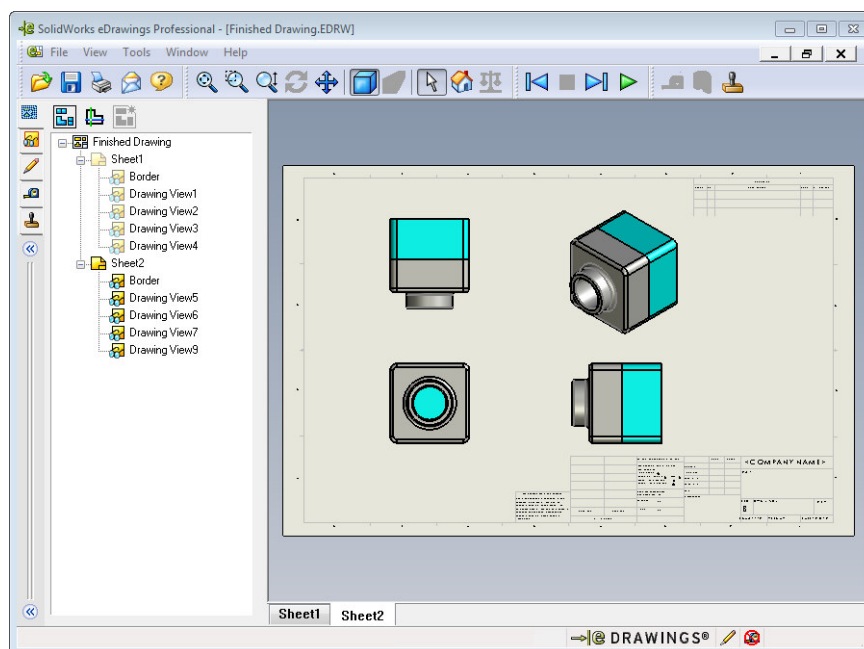 SolidWorks eDrawings Professional - [Finished Drawing.EDRW]
File View Tools Window Help
Finished Drawing
Sheet1
Border
Drawing View1
Drawing View2
Drawing View3
Drawing View4
Sheet2
Border
Drawing View5
Drawing View6
Drawing View7
Drawing View9
<COMPANY NAME>
B
Sheet1 Sheet2
DRAWINGS®